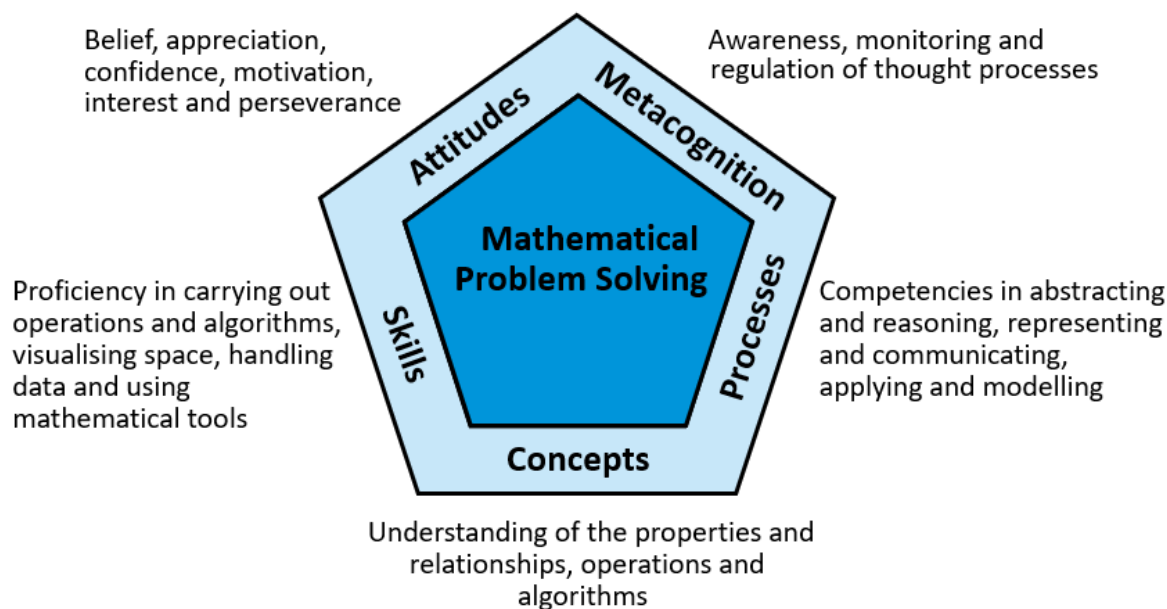 Belief, appreciation,
confidence, motivation,
interest and perseverance
Awareness, monitoring and
regulation of thought processes
Attitudes
Metacognition
Mathematical
Problem Solving
Proficiency in carrying out
operations and algorithms,
visualising space, handling
data and using
mathematical tools
Skills
Processes
Competencies in abstracting
and reasoning, representing
and communicating,
applying and modelling
Concepts
Understanding of the properties and
relationships, operations and
algorithms